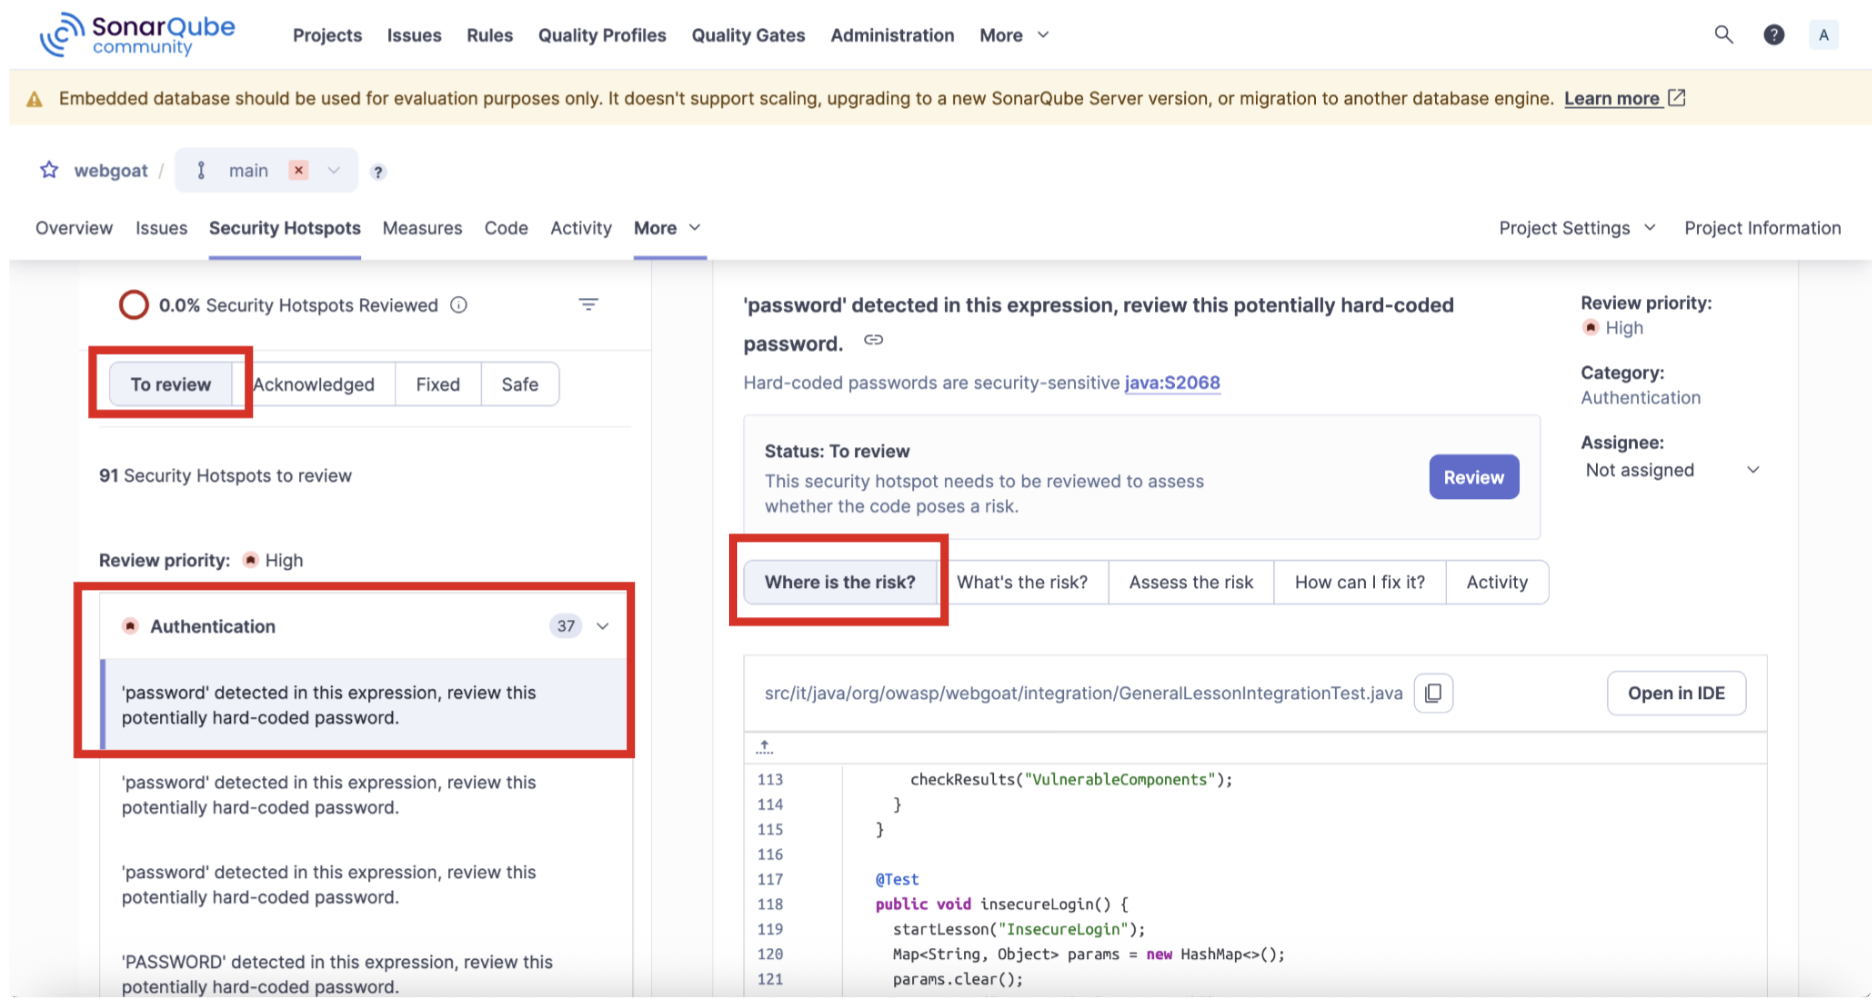 SonarQube
community
Projects Issues Rules Quality Profiles Quality Gates Administration More
? A
Embedded database should be used for evaluation purposes only. It doesn't support scaling, upgrading to a new SonarQube Server version, or migration to another database engine. Learn more
webgoat / main ?
Overview Issues Security Hotspots Measures Code Activity More Project Settings Project Information
0.0% Security Hotspots Reviewed
To review Acknowledged Fixed Safe
91 Security Hotspots to review
Review priority: High
Authentication 37
'password' detected in this expression, review this
potentially hard-coded password.
'password' detected in this expression, review this
potentially hard-coded password.
'password' detected in this expression, review this
potentially hard-coded password.
'PASSWORD' detected in this expression, review this
potentially hard-coded password.
'password' detected in this expression, review this potentially hard-coded
password.
Hard-coded passwords are security-sensitive java:S2068
Status: To review
This security hotspot needs to be reviewed to assess
whether the code poses a risk.
Review
Review priority:
High
Category:
Authentication
Assignee:
Not assigned
Where is the risk? What's the risk? Assess the risk How can I fix it? Activity
src/it/java/org/owasp/webgoat/integration/GeneralLessonIntegrationTest.java Open in IDE
113 checkResults("VulnerableComponents");
114 }
115 }
116
117 @Test
118 public void insecureLogin() {
119 startLesson("InsecureLogin");
120 Map<String, Object> params = new HashMap<>();
121 params.clear();